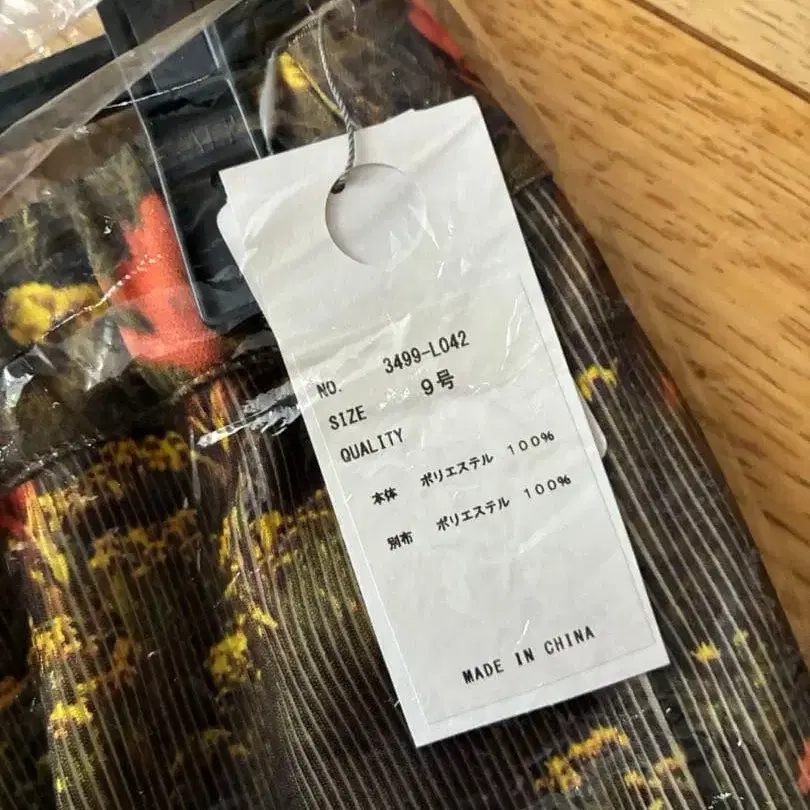 NO. 3499-L042
SIZE 9号
QUALITY
本体 ポリエステル 100%
別布 ポリエステル 100%
MADE IN CHINA